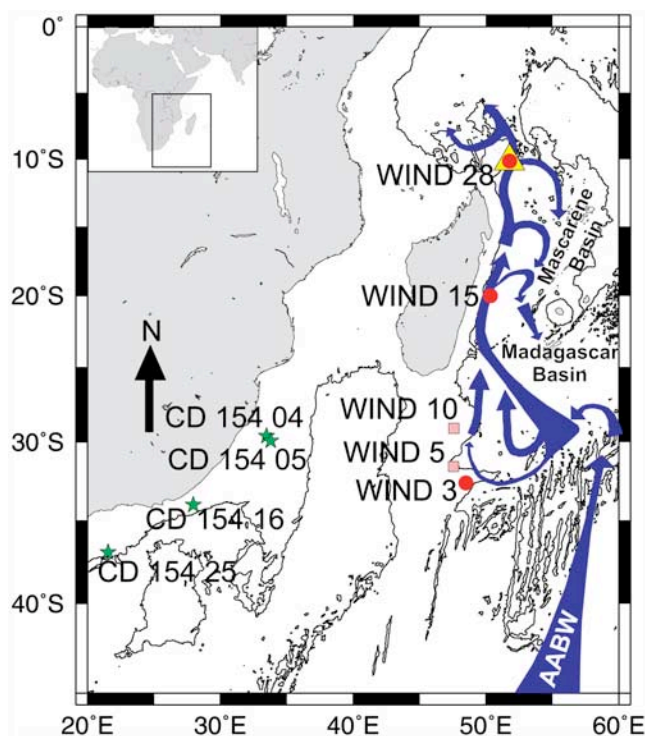 0°
10°S
WIND 28
Mascarene
Basin
WIND 15
20°S
N
Madagascar
Basin
CD 154 04
WIND 10
30°S
CD 154 05
WIND 5
WIND 3
CD 154 16
CD 154 25
40°S
AABW
20°E
30°E
40°E
50°E
60°E